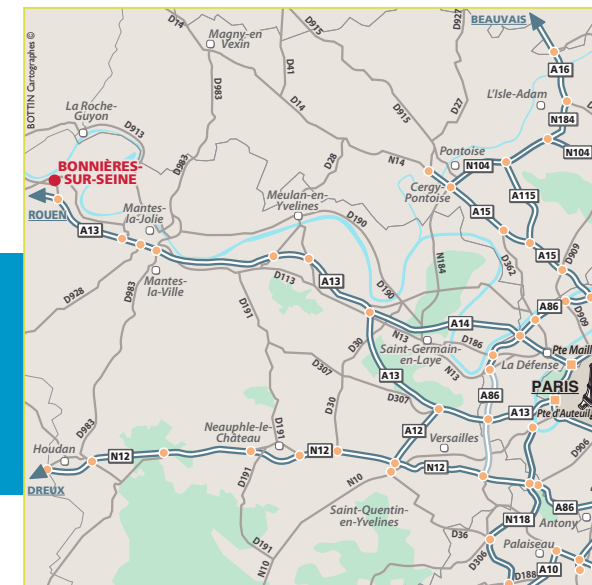 BOTTIN Cartographes ©
D14
D915
D927
BEAUVAIS
Magny-en
Vexin
D983
D41
A16
L'Isle-Adam
D14
D915
D27
La Roche-
Guyon
D913
N184
D983
D28
N14
Pontoise
N104
N104
BONNIÈRES-
SUR-SEINE
Cergy-
Pontoise
A115
ROUEN
Mantes-
la-Jolie
Meulan-en-
Yvelines
D190
A15
A13
N184
D362
A15
D909
Mantes-
la-Ville
D113
A13
D190
D928
D983
D191
A86
D909
A14
D30
N13
D186
Saint-Germain-
en-Laye
Pte Maill
La Défense
N13
D307
A13
PARIS
D307
A86
D30
A13
Pte d'Auteuil
D983
Neauphle-le-
Château
D191
A12
Versailles
D906
Houdan
N12
N12
N12
DREUX
D191
N10
A86
Saint-Quentin-
en-Yvelines
N118
Antony
D36
D191
N10
D306
Palaiseau
D188
A10